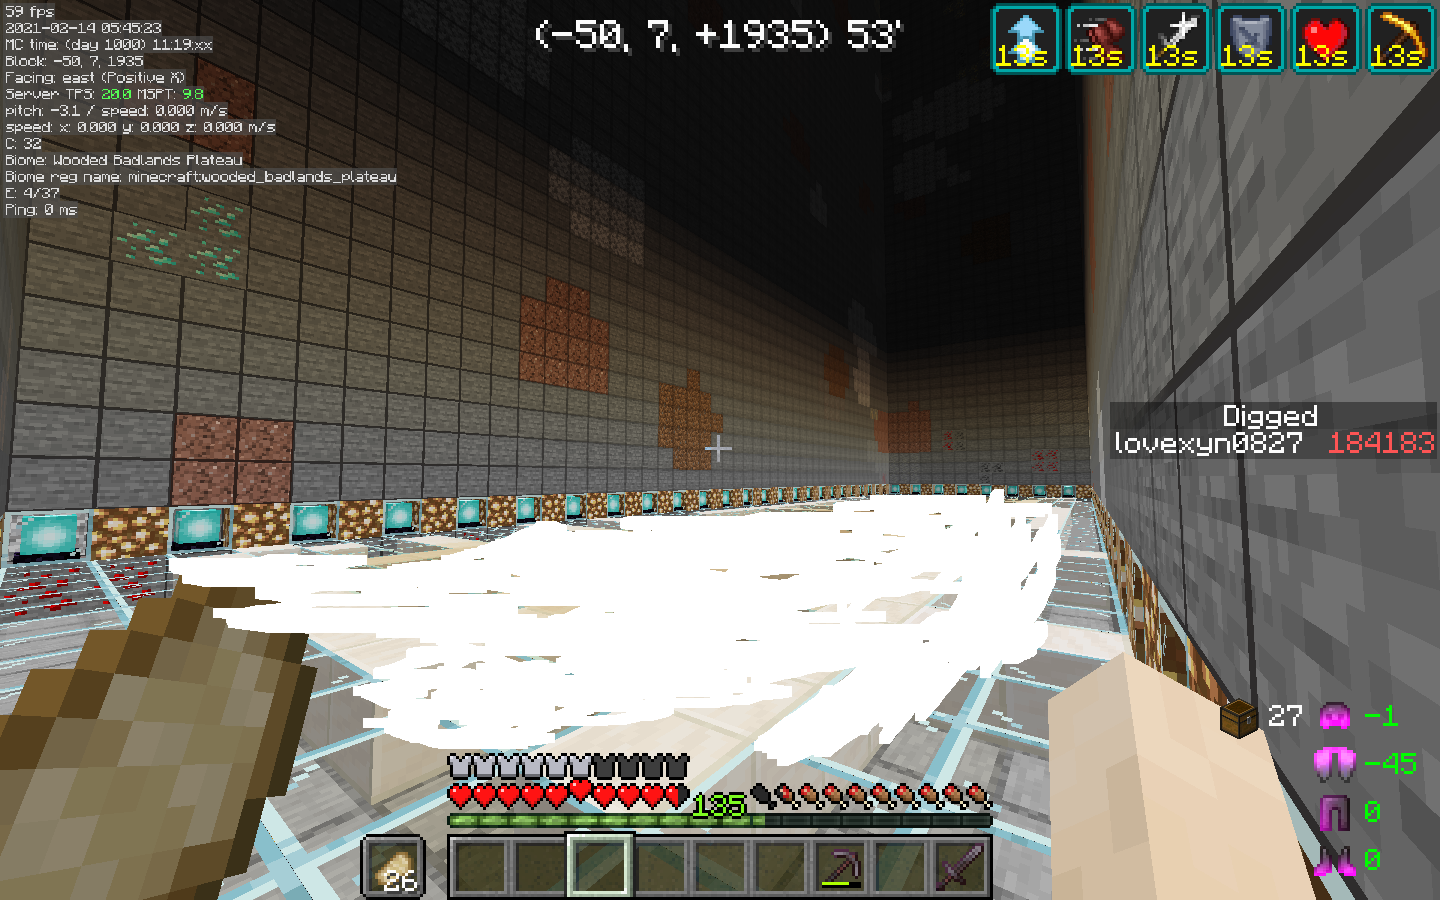 59 fps
2021-02-14 05:45:23
MC time: (day 1000) 11:19:xx
Block: -50, 7, 1935
Facing: east (Positive X)
Server TPS: 20.0 MSPT: 9.8
pitch: -3.1 / speed: 0.000 m/s
speed: x: 0.000 y: 0.000 z: 0.000 m/s
C: 32
Biome: Wooded Badlands Plateau
Biome reg name: minecraft:wooded_badlands_plateau
E: 4/37
Ping: 0 ms
(-50, 7, +1935) 53'
13s 13s 13s 13s 13s 13s
Digged
lovexyn0827 184183
27 -1
-45
0
0
135
26